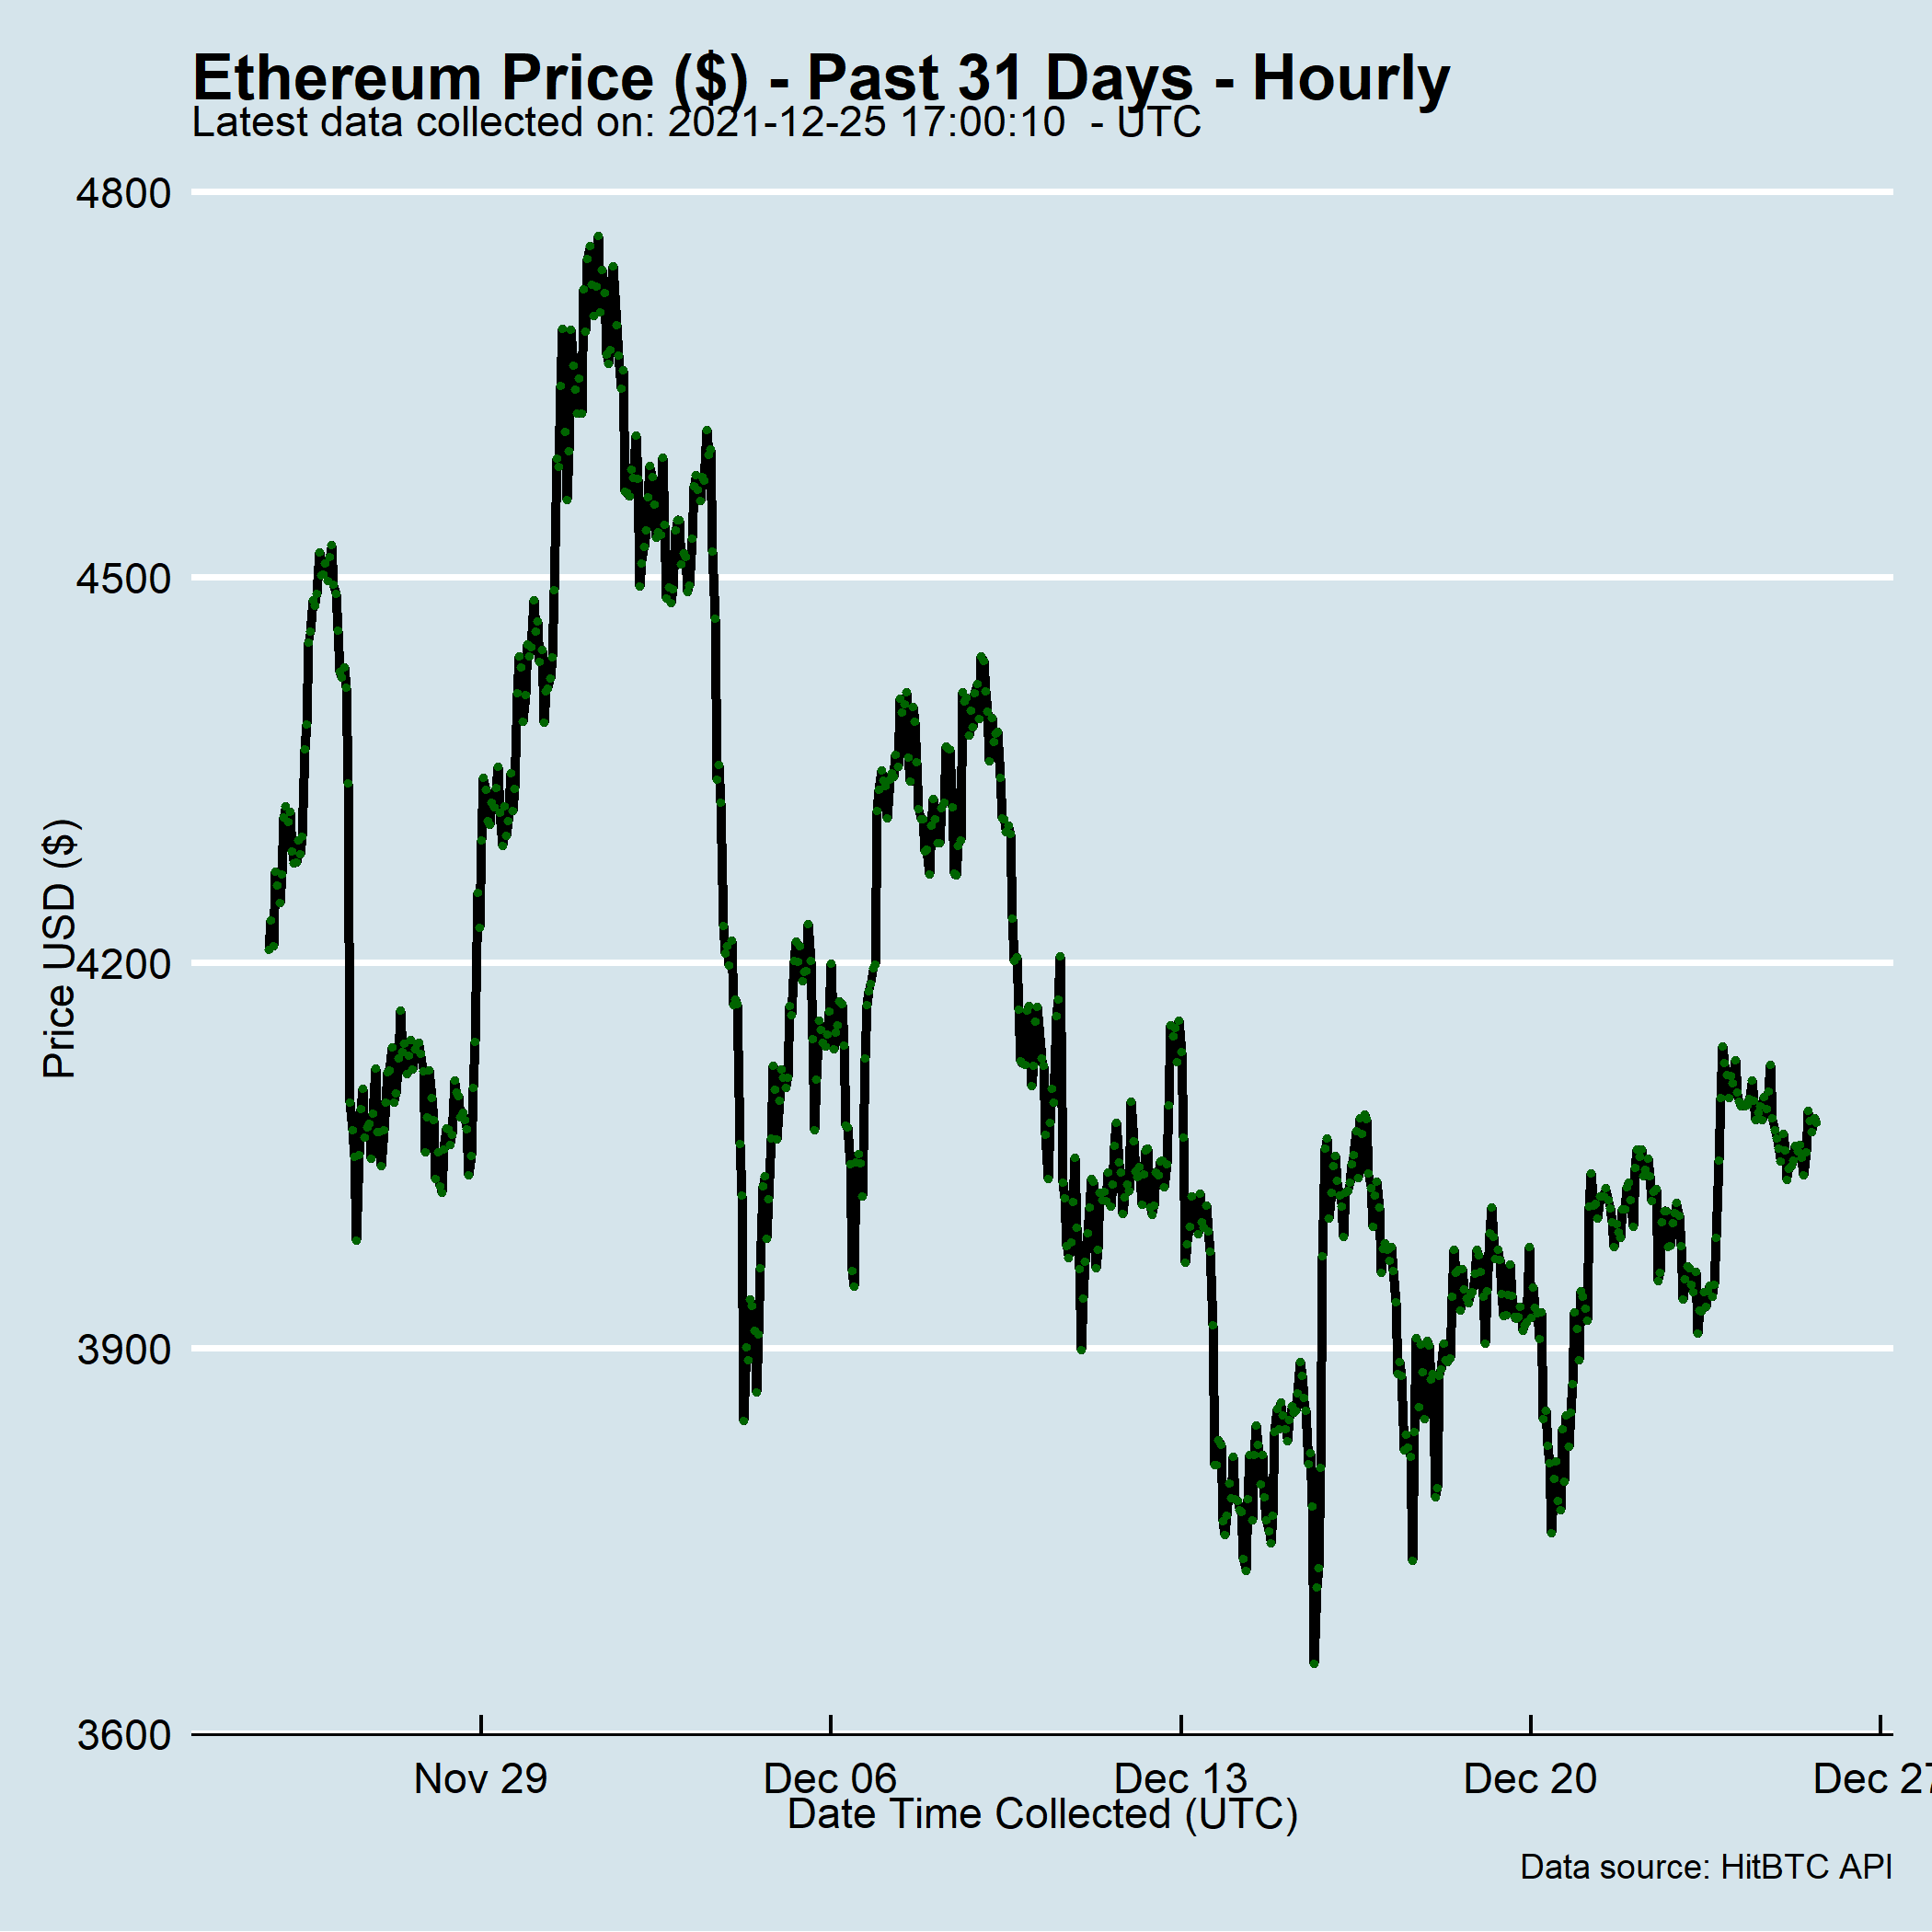 Ethereum Price ($) - Past 31 Days - Hourly
Latest data collected on: 2021-12-25 17:00:10  - UTC
4800
4500
4200
3900
3600
Price USD ($)
Nov 29 Dec 06 Dec 13 Dec 20 Dec 27
Date Time Collected (UTC)
Data source: HitBTC API